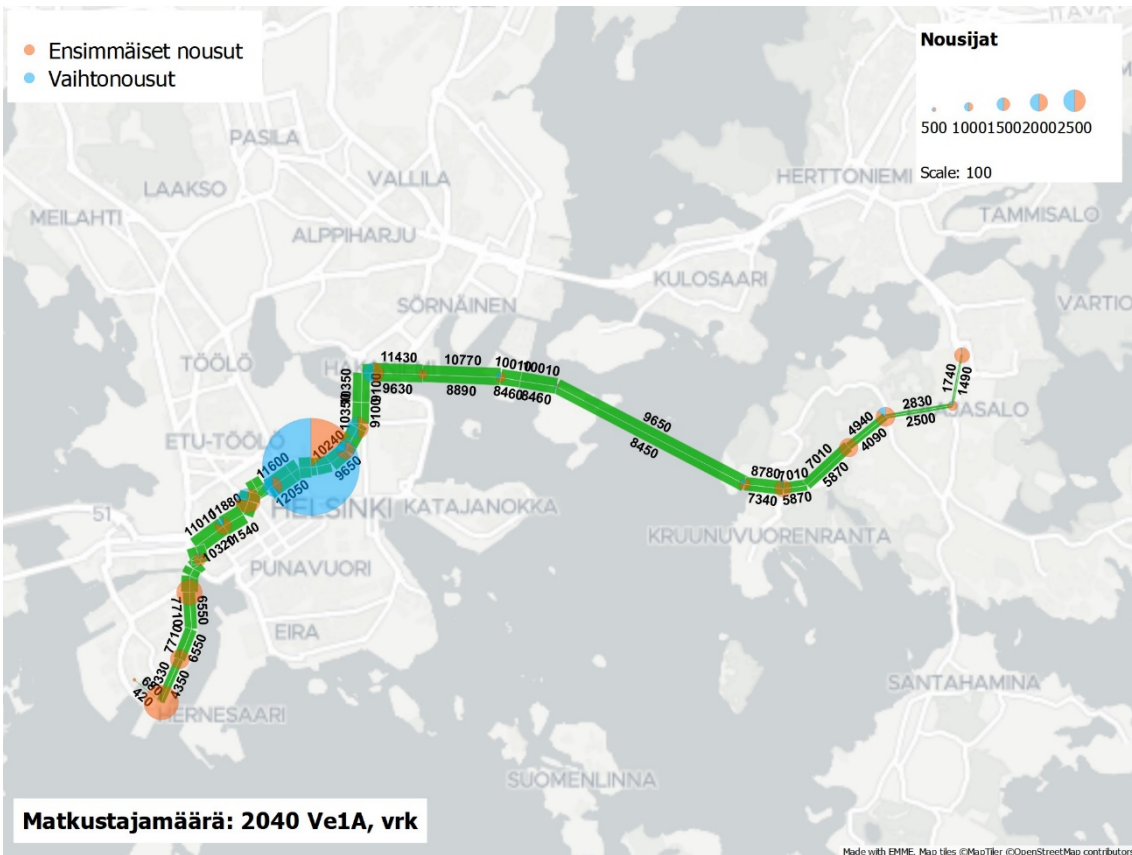 Ensimmäiset nousut
Vaihtonousut
Nousijat
500 1000 1500 2000 2500
Scale: 100
PASILA
LAAKSO
VALLILA
MEILAHTI
ALPPIHARJU
HERTTONIEMI
TAMMISALO
KULOSAARI
SÖRNÄINEN
VARTIO
TÖÖLÖ
11430
10770
10010
10010
9630
8890
8460
8460
10350
9100
10350
9100
9650
8450
1740
1490
2830
2500
AJASALO
4940
4090
7010
5870
8780
7010
7340
5870
ETU-TÖÖLÖ
10240
9650
11600
12050
HELSINKI
KATAJANOKKA
KRUUNUVUORENRANTA
51
11880
11010
10320
PUNAVUORI
7710
6550
EIRA
7710
6550
4350
420
HERNESAARI
SANTAHAMINA
SUOMENLINNA
Matkustajamäärä: 2040 Ve1A, vrk
Made with EMME. Map tiles ©MapTiler ©OpenStreetMap contributors